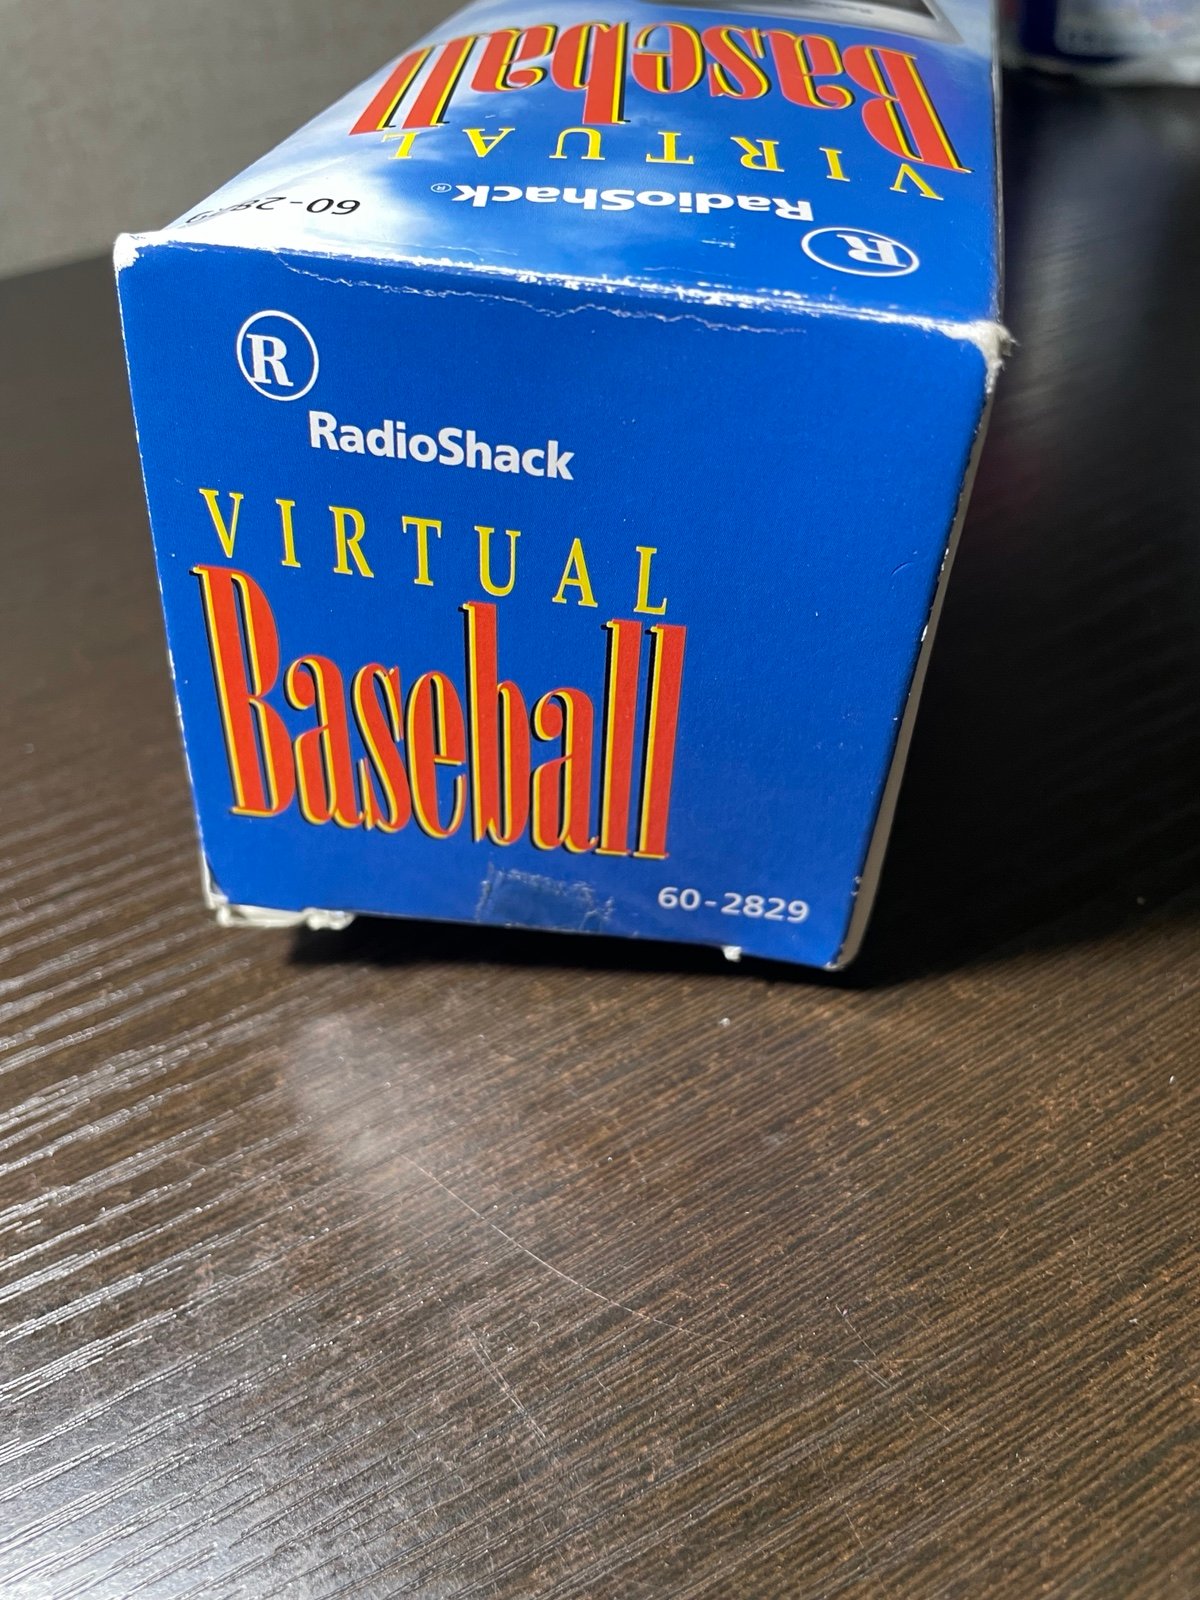 Baseball
VIRTUAL
RadioShack®
R
R
RadioShack
VIRTUAL
Baseball
60-2829